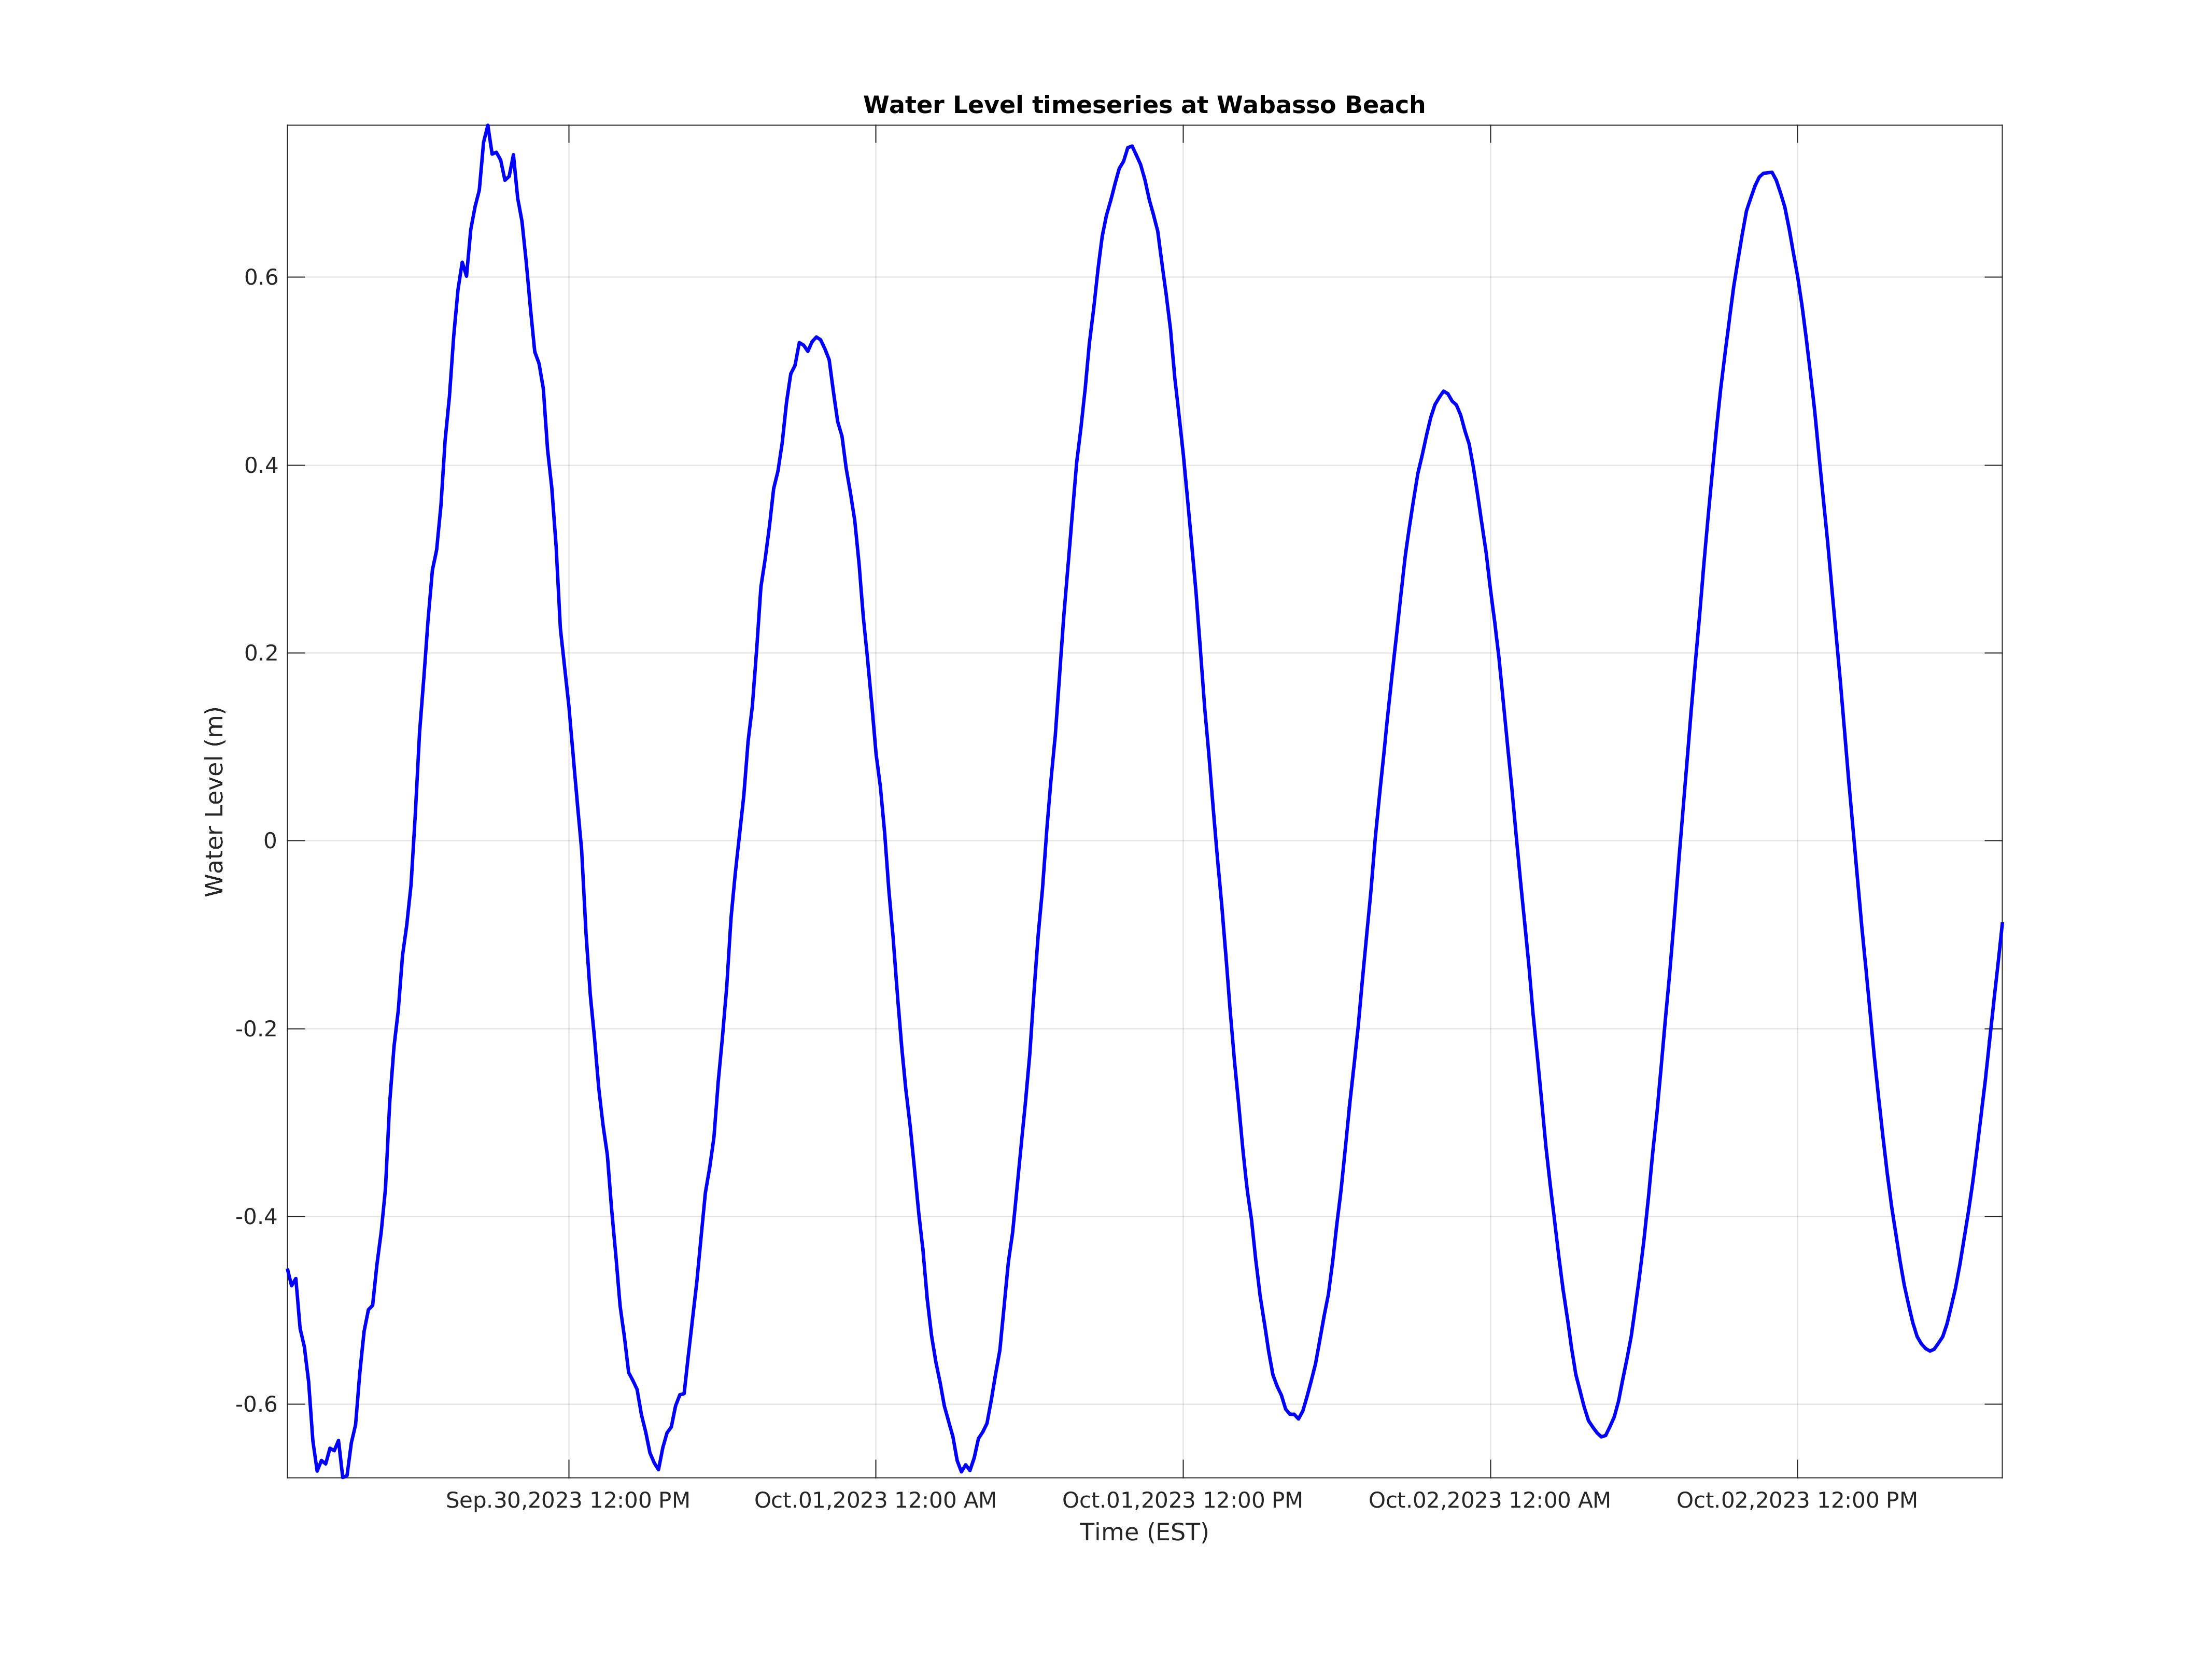 Water Level timeseries at Wabasso Beach
0.6
0.4
0.2
0
-0.2
-0.4
-0.6
Water Level (m)
Sep.30,2023 12:00 PM
Oct.01,2023 12:00 AM
Oct.01,2023 12:00 PM
Oct.02,2023 12:00 AM
Oct.02,2023 12:00 PM
Time (EST)